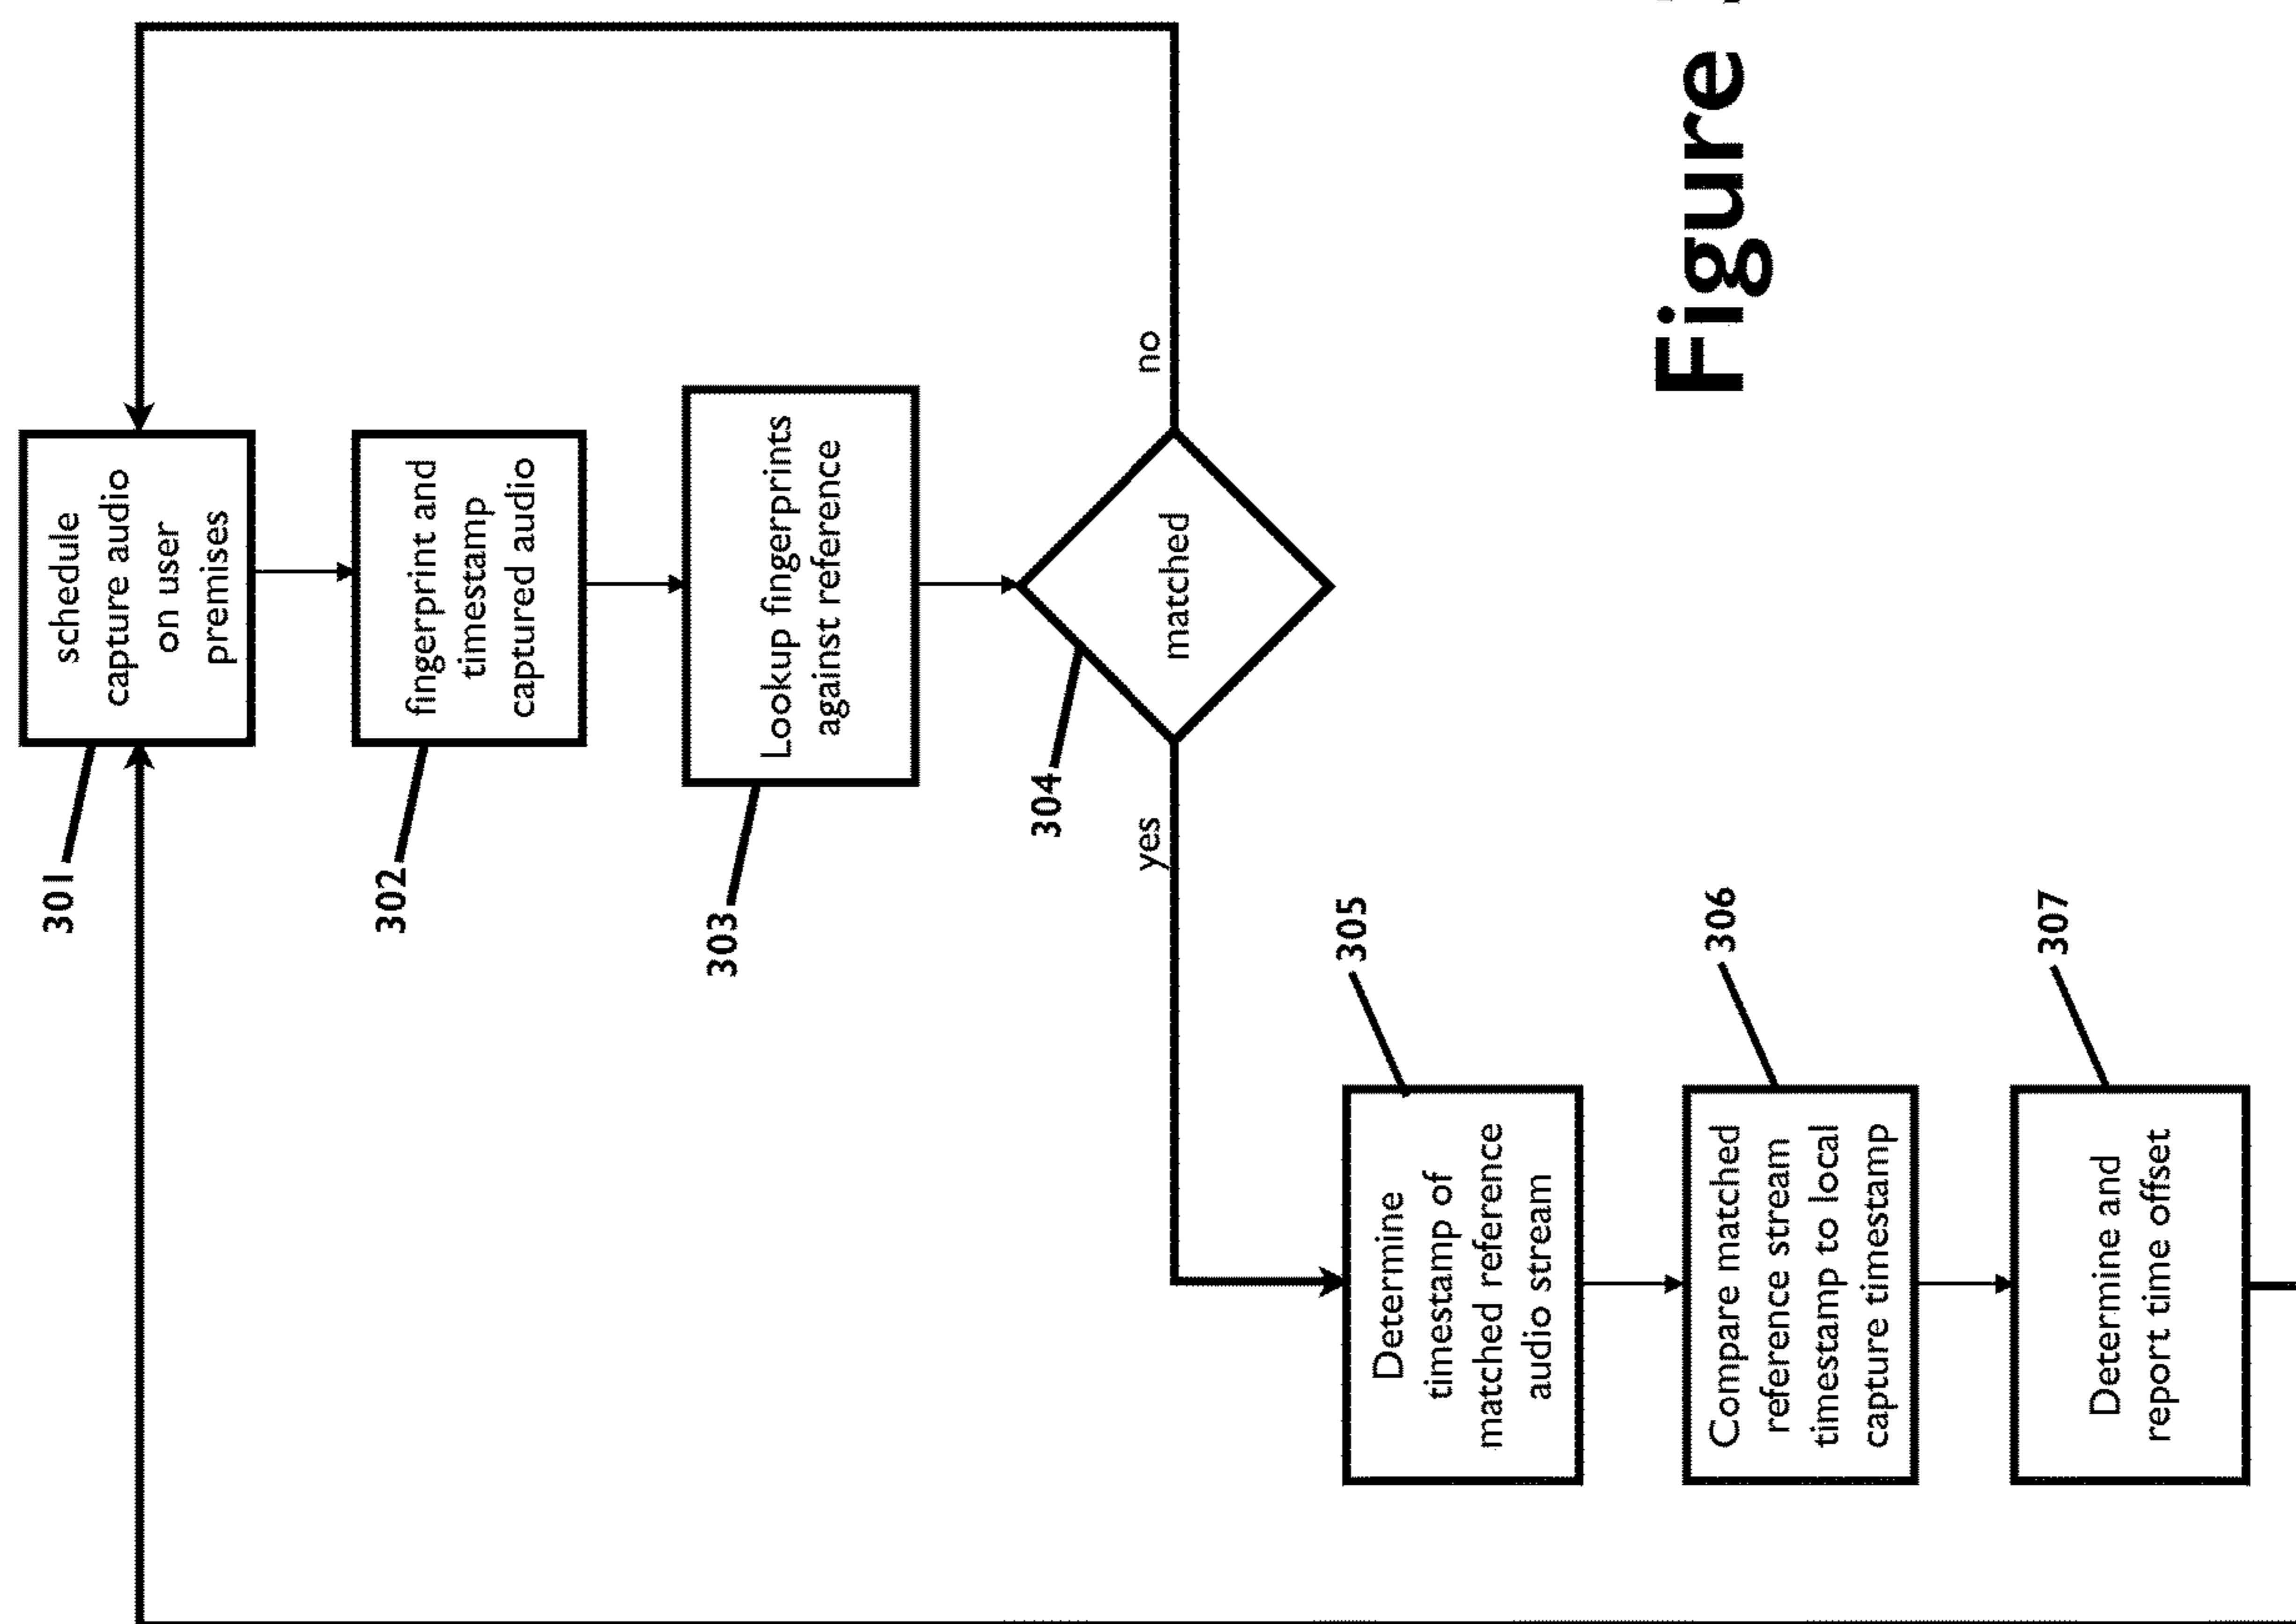 301
schedule
capture audio
on user
premises
302
fingerprint and
timestamp
captured audio
303
Lookup fingerprints
against reference
304
matched
yes
no
305
Determine
timestamp of
matched reference
audio stream
306
Compare matched
reference stream
timestamp to local
capture timestamp
307
Determine and
report time offset
Figure